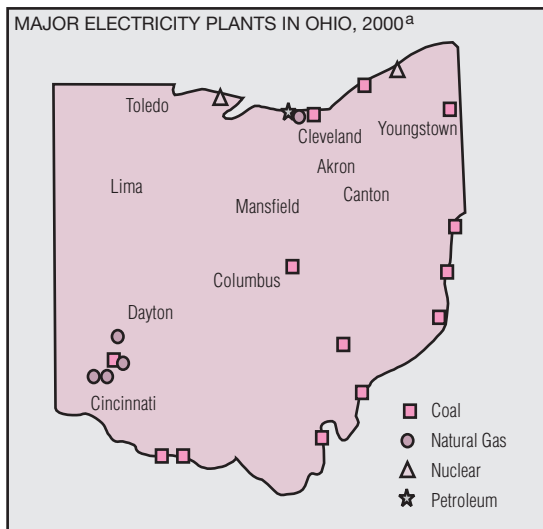 MAJOR ELECTRICITY PLANTS IN OHIO, 2000a
Toledo
Cleveland
Youngstown
Akron
Lima
Canton
Mansfield
Columbus
Dayton
Cincinnati
Coal
Natural Gas
Nuclear
Petroleum